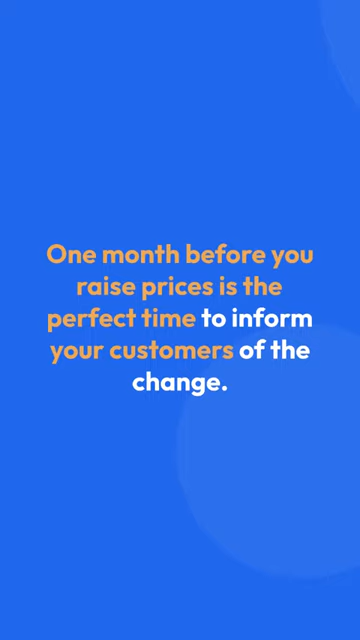 One month before you
raise prices is the
perfect time to inform
your customers of the
change.